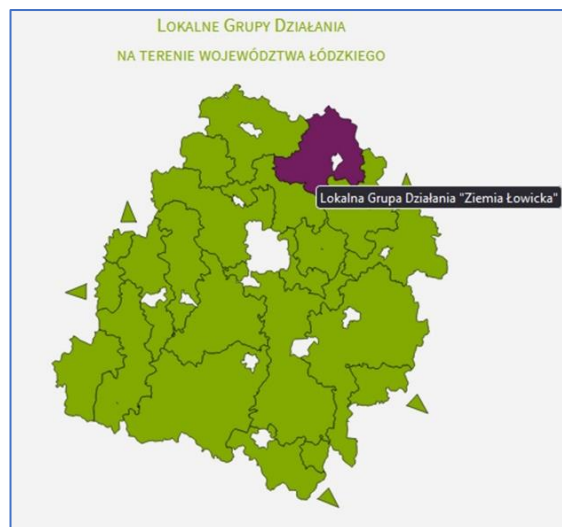 Lokalne Grupy Działania
na terenie województwa łódzkiego
Lokalna Grupa Działania "Ziemia Łowicka"